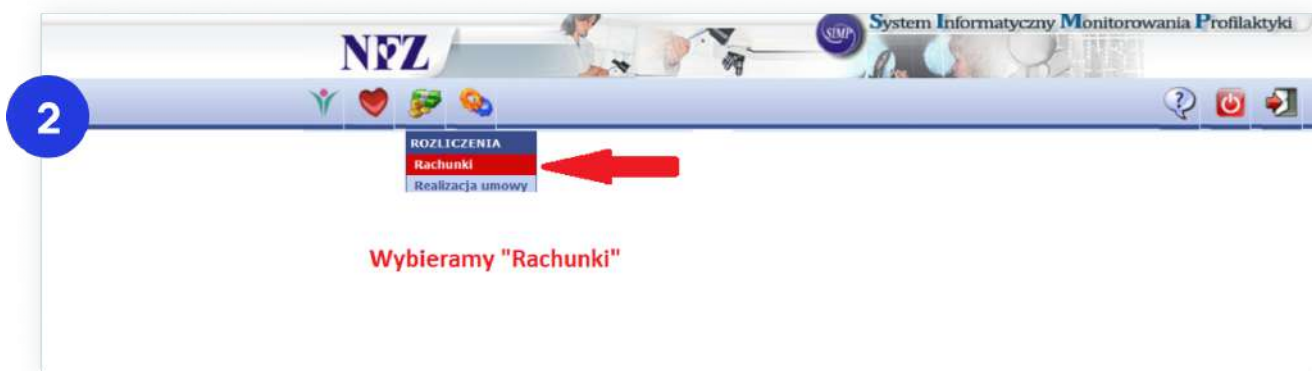 System Informatyczny Monitorowania Profilaktyki
SIMP
NFZ
2
ROZLICZENIA
Rachunki
Realizacja umowy
Wybieramy "Rachunki"